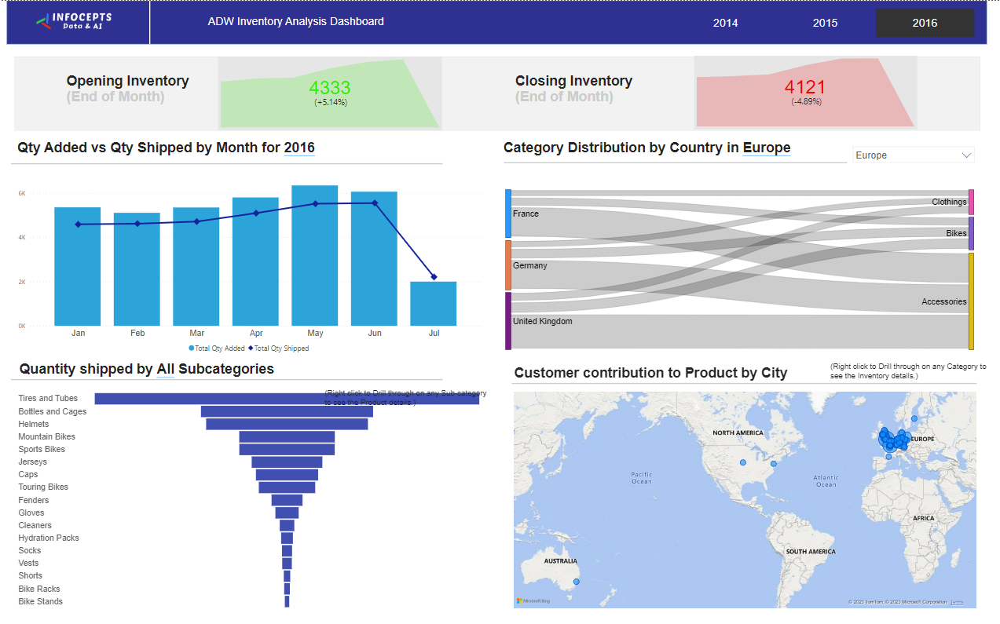 INFOCEPTS
Data & AI
ADW Inventory Analysis Dashboard
2014
2015
2016
Opening Inventory
(End of Month)
4333
(+5.14%)
Closing Inventory
(End of Month)
4121
(-4.89%)
Qty Added vs Qty Shipped by Month for 2016
6K
4K
2K
0K
Jan
Feb
Mar
Apr
May
Jun
Jul
Total Qty Added
Total Qty Shipped
Category Distribution by Country in Europe
Europe
France
Germany
United Kingdom
Clothings
Bikes
Accessories
Quantity shipped by All Subcategories
(Right click to Drill through on any Sub-category
to see the Product details.)
Tires and Tubes
Bottles and Cages
Helmets
Mountain Bikes
Sports Bikes
Jerseys
Caps
Touring Bikes
Fenders
Gloves
Cleaners
Hydration Packs
Socks
Vests
Shorts
Bike Racks
Bike Stands
Customer contribution to Product by City
(Right click to Drill through on any Category to
see the Inventory details.)
NORTH AMERICA
EUROPE
Pacific
Ocean
Atlantic
Ocean
AFRICA
SOUTH AMERICA
AUSTRALIA
Microsoft Bing
© 2023 TomTom, © 2023 Microsoft Corporation
Terms